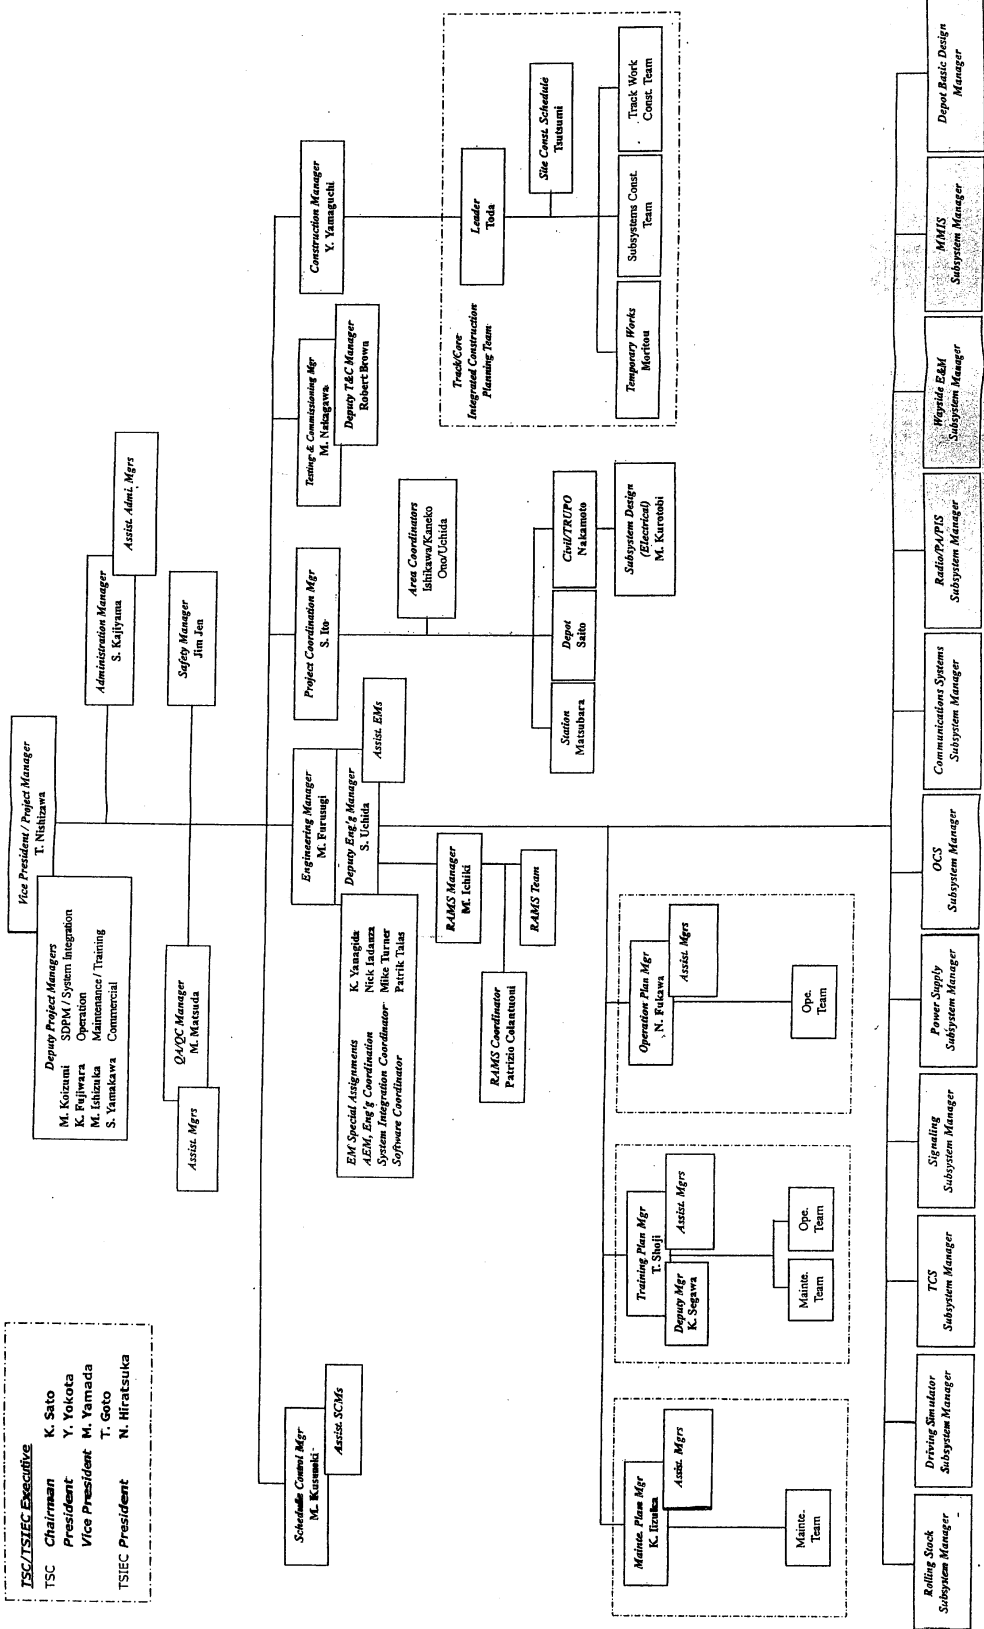 TSC/TSIEC Executive
TSC Chairman K. Sato
President Y. Yokota
Vice President M. Yamada
T. Goto
TSIEC President N. Hiratsuka
Vice President / Project Manager
T. Nishizawa
Deputy Project Managers
M. Koizumi SDPM / System Integration
K. Fujiwara Operation
M. Ishizuka Maintenance / Training
S. Yamakawa Commercial
Administration Manager
S. Kajiyama
Assist. Admi. Mgrs
QA/QC Manager
M. Matsuda
Assist. Mgrs
Safety Manager
Jim Jen
Schedule Control Mgr
M. Kusunoki
Assist. SCMs
Engineering Manager
M. Furusugi
Deputy Eng'g Manager
S. Uchida
Assist. EMs
EM Special Assignments
AEM, Eng'g Coordination K. Yanagida
Nick Iadanza
System Integration Coordinator Mike Turner
Software Coordinator Patrik Talas
RAMS Manager
M. Ichiki
RAMS Coordinator
Patrizio Colantuoni
RAMS Team
Project Coordination Mgr
S. Ito
Area Coordinators
Ishikawa/Kaneko
Ono/Uchida
Station
Matsubara
Depot
Saito
Civil/TRUPO
Nakamoto
Subsystem Design
(Electrical)
M. Kurotobi
Testing & Commissioning Mgr
M. Nakagawa
Deputy T&C Manager
Robert Brown
Construction Manager
Y. Yamaguchi
Track/Core
Integrated Construction
Planning Team
Leader
Toda
Site Const. Schedule
Tsutsumi
Temporary Works
Moritou
Subsystems Const.
Team
Track Work
Const. Team
Mainte. Plan Mgr
K. Iizuka
Assist. Mgrs
Mainte.
Team
Training Plan Mgr
T. Shoji
Deputy Mgr
K. Segawa
Assist. Mgrs
Mainte.
Team
Ope.
Team
Operation Plan Mgr
N. Fukawa
Assist. Mgrs
Ope.
Team
Rolling Stock
Subsystem Manager
Driving Simulator
Subsystem Manager
TCS
Subsystem Manager
Signaling
Subsystem Manager
Power Supply
Subsystem Manager
OCS
Subsystem Manager
Communications Systems
Subsystem Manager
Radio/PA/PIS
Subsystem Manager
Wayside E&M
Subsystem Manager
MMIS
Subsystem Manager
Depot Basic Design
Manager